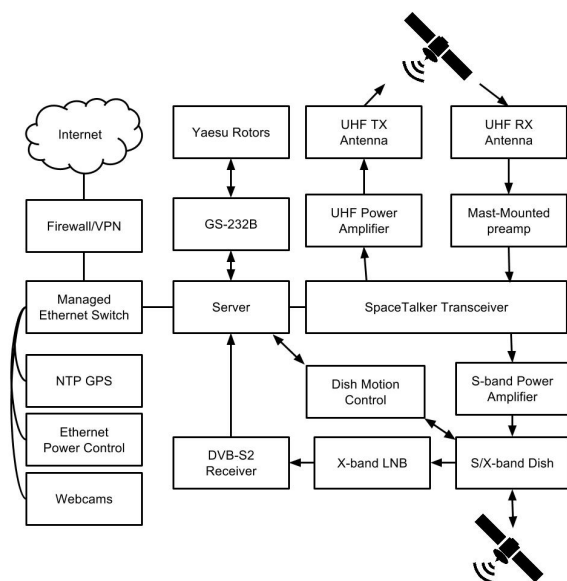 Internet
Yaesu Rotors
UHF TX
Antenna
UHF RX
Antenna
Firewall/VPN
GS-232B
UHF Power
Amplifier
Mast-Mounted
preamp
Managed
Ethernet Switch
Server
SpaceTalker Transceiver
NTP GPS
Dish Motion
Control
S-band Power
Amplifier
Ethernet
Power Control
DVB-S2
Receiver
X-band LNB
S/X-band Dish
Webcams